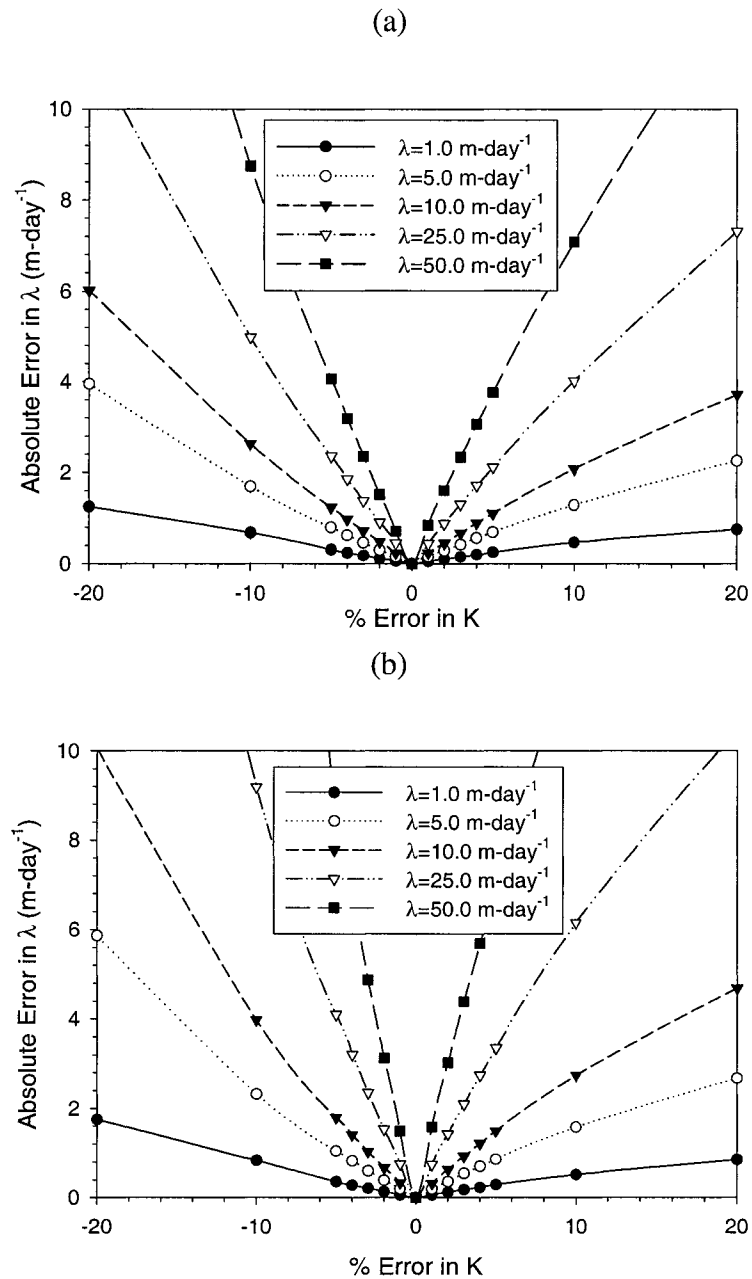 (a)
10
8
6
4
2
0
Absolute Error in λ (m-day⁻¹)
λ=1.0 m-day⁻¹
λ=5.0 m-day⁻¹
λ=10.0 m-day⁻¹
λ=25.0 m-day⁻¹
λ=50.0 m-day⁻¹
-20 -10 0 10 20
% Error in K
(b)
10
8
6
4
2
0
Absolute Error in λ (m-day⁻¹)
λ=1.0 m-day⁻¹
λ=5.0 m-day⁻¹
λ=10.0 m-day⁻¹
λ=25.0 m-day⁻¹
λ=50.0 m-day⁻¹
-20 -10 0 10 20
% Error in K